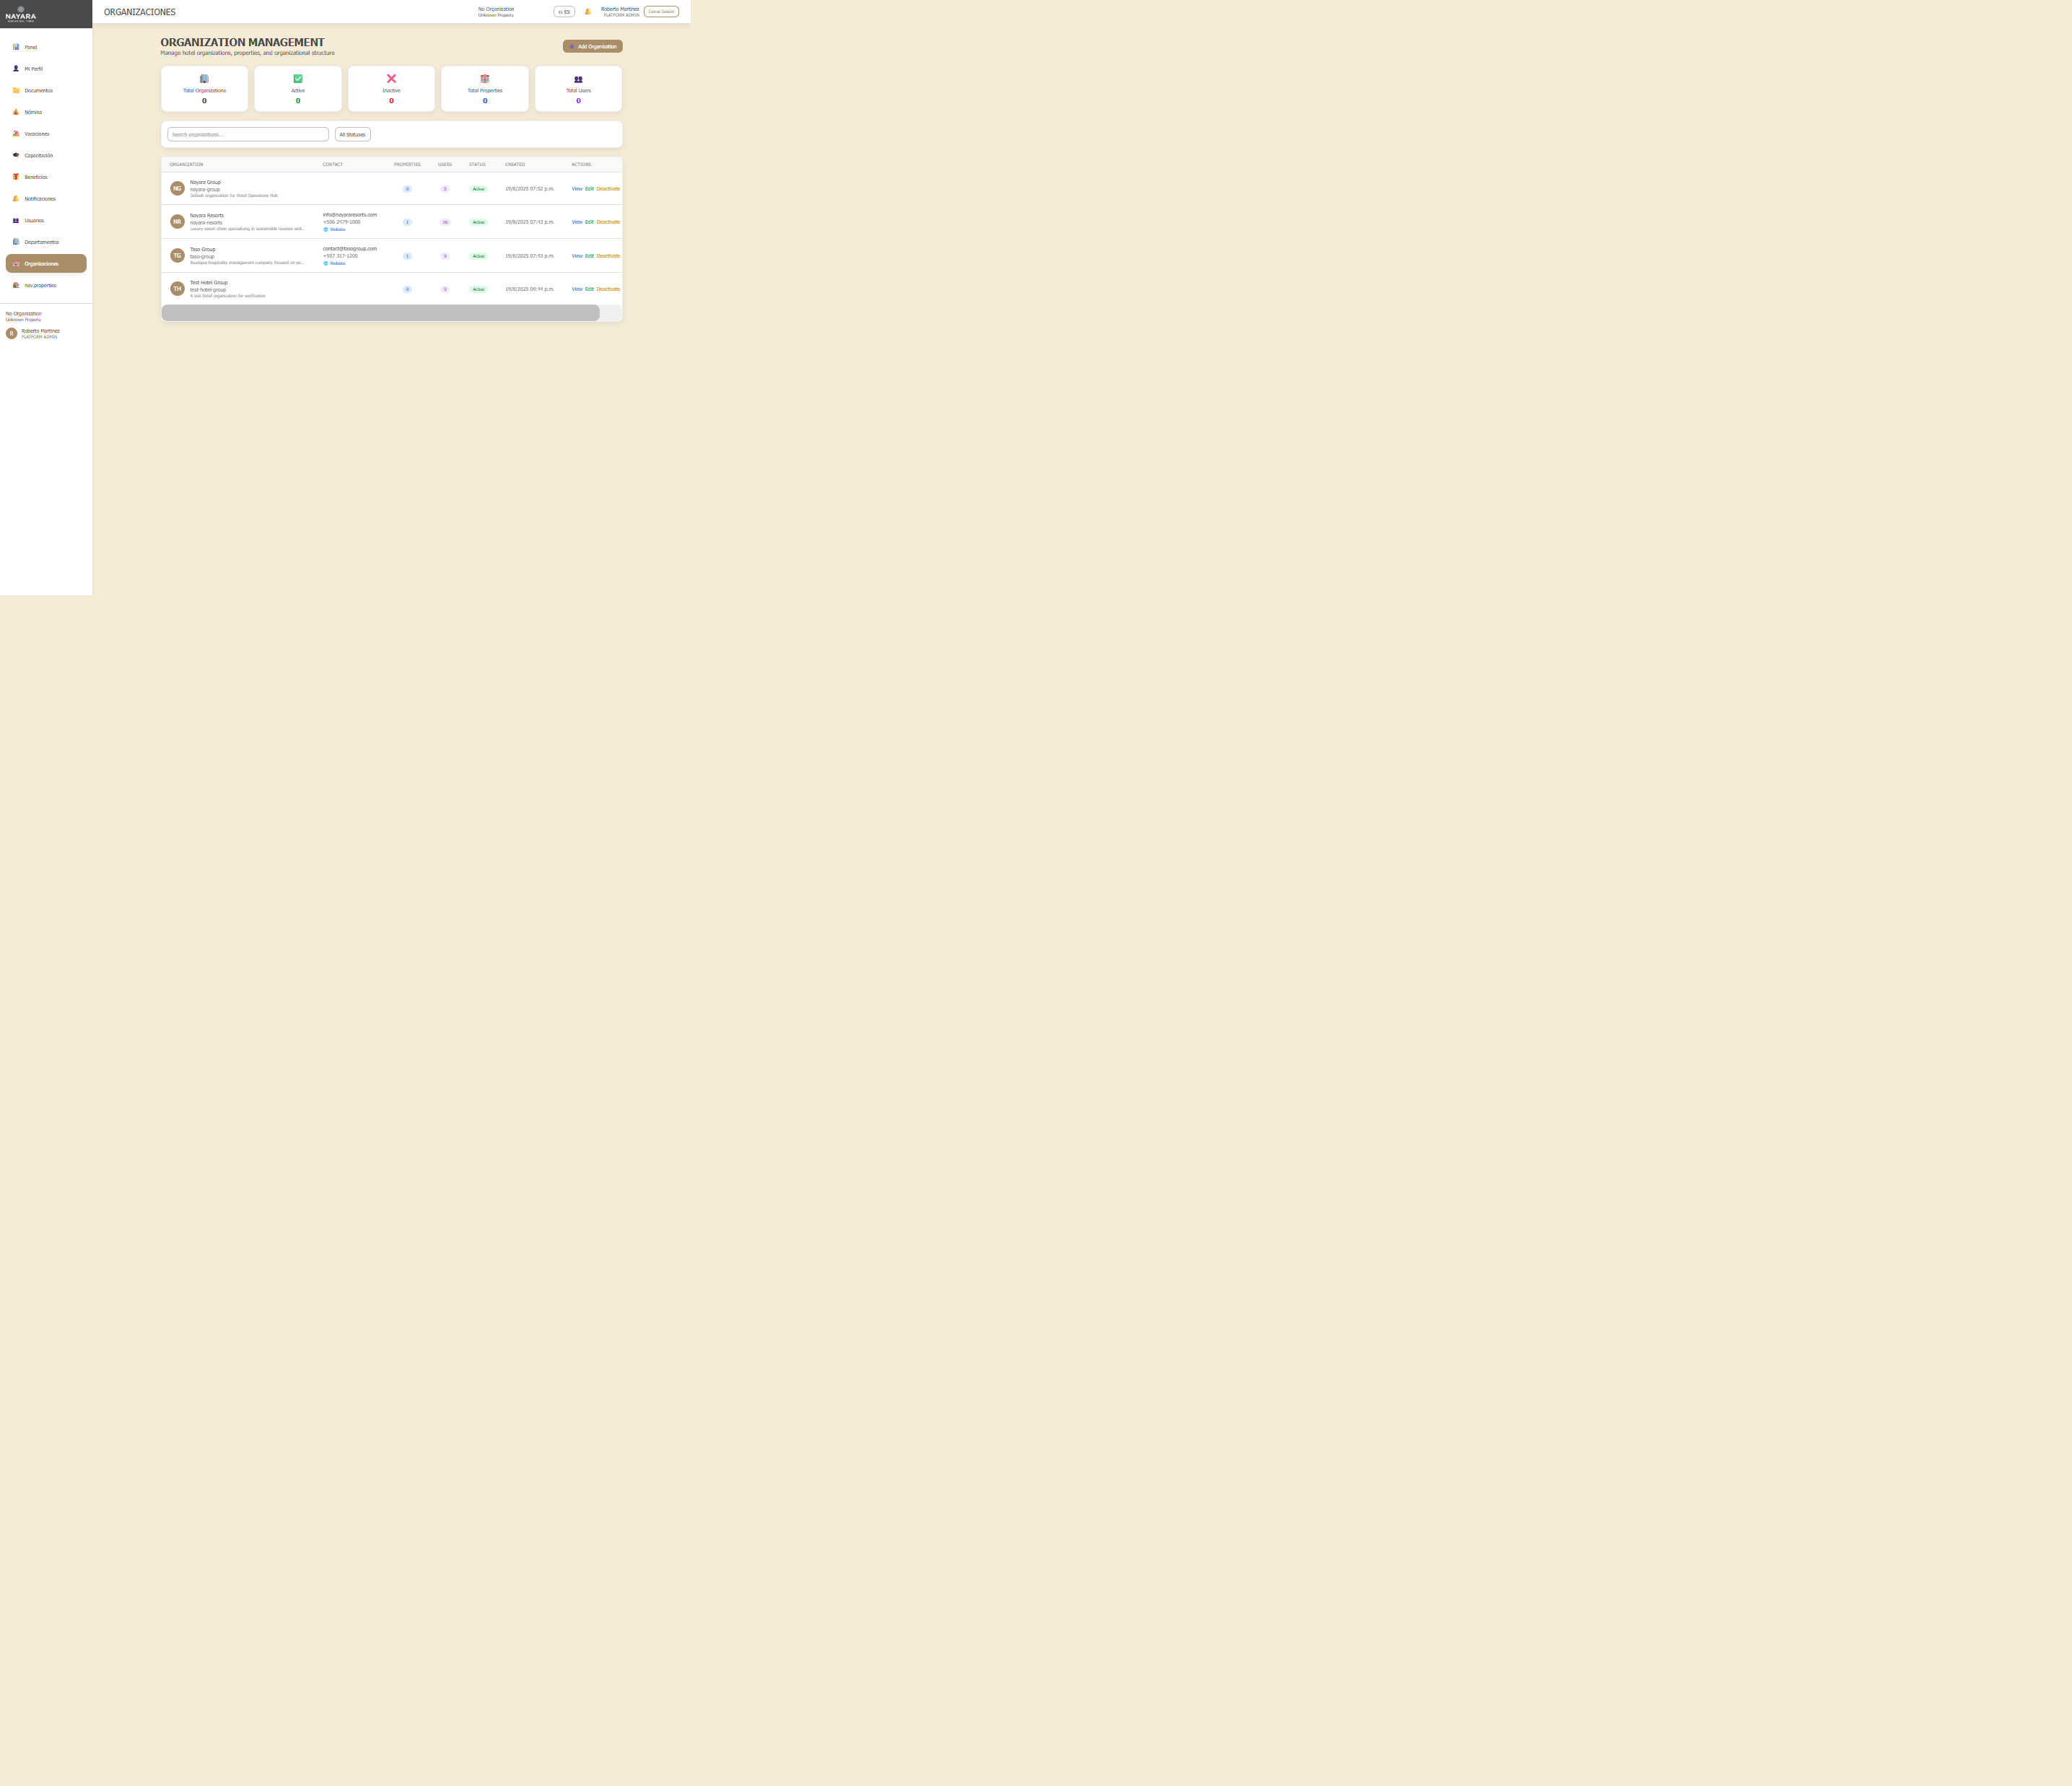 NAYARA
ORGANIZACIONES
No Organization
Unknown Property
ES
Roberto Martinez
PLATFORM ADMIN
Cerrar Sesión
Panel
Mi Perfil
Documentos
Nómina
Vacaciones
Capacitación
Beneficios
Notificaciones
Usuarios
Departamentos
Organizaciones
nav.properties
No Organization
Unknown Property
R
Roberto Martinez
PLATFORM ADMIN
ORGANIZATION MANAGEMENT
Manage hotel organizations, properties, and organizational structure
Add Organization
Total Organizations
0
Active
0
Inactive
0
Total Properties
0
Total Users
0
Search organizations...
All Statuses
ORGANIZATION CONTACT PROPERTIES USERS STATUS CREATED ACTIONS
NG
Nayara Group
nayara-group
Default organization for Hotel Operations Hub
0 0 Active 19/8/2025 07:52 p.m. View Edit Deactivate
NR
Nayara Resorts
nayara-resorts
Luxury resort chain specializing in sustainable tourism and...
info@nayararesorts.com
+506 2479-1000
Website
1 Active 19/8/2025 07:43 p.m. View Edit Deactivate
TG
Taso Group
taso-group
Boutique hospitality management company focused on pe...
contact@tasogroup.com
+507 317-1200
Website
1 Active 19/8/2025 07:43 p.m. View Edit Deactivate
TH
Test Hotel Group
test-hotel-group
A test hotel organization for verification
0 0 Active 19/8/2025 09:44 p.m. View Edit Deactivate